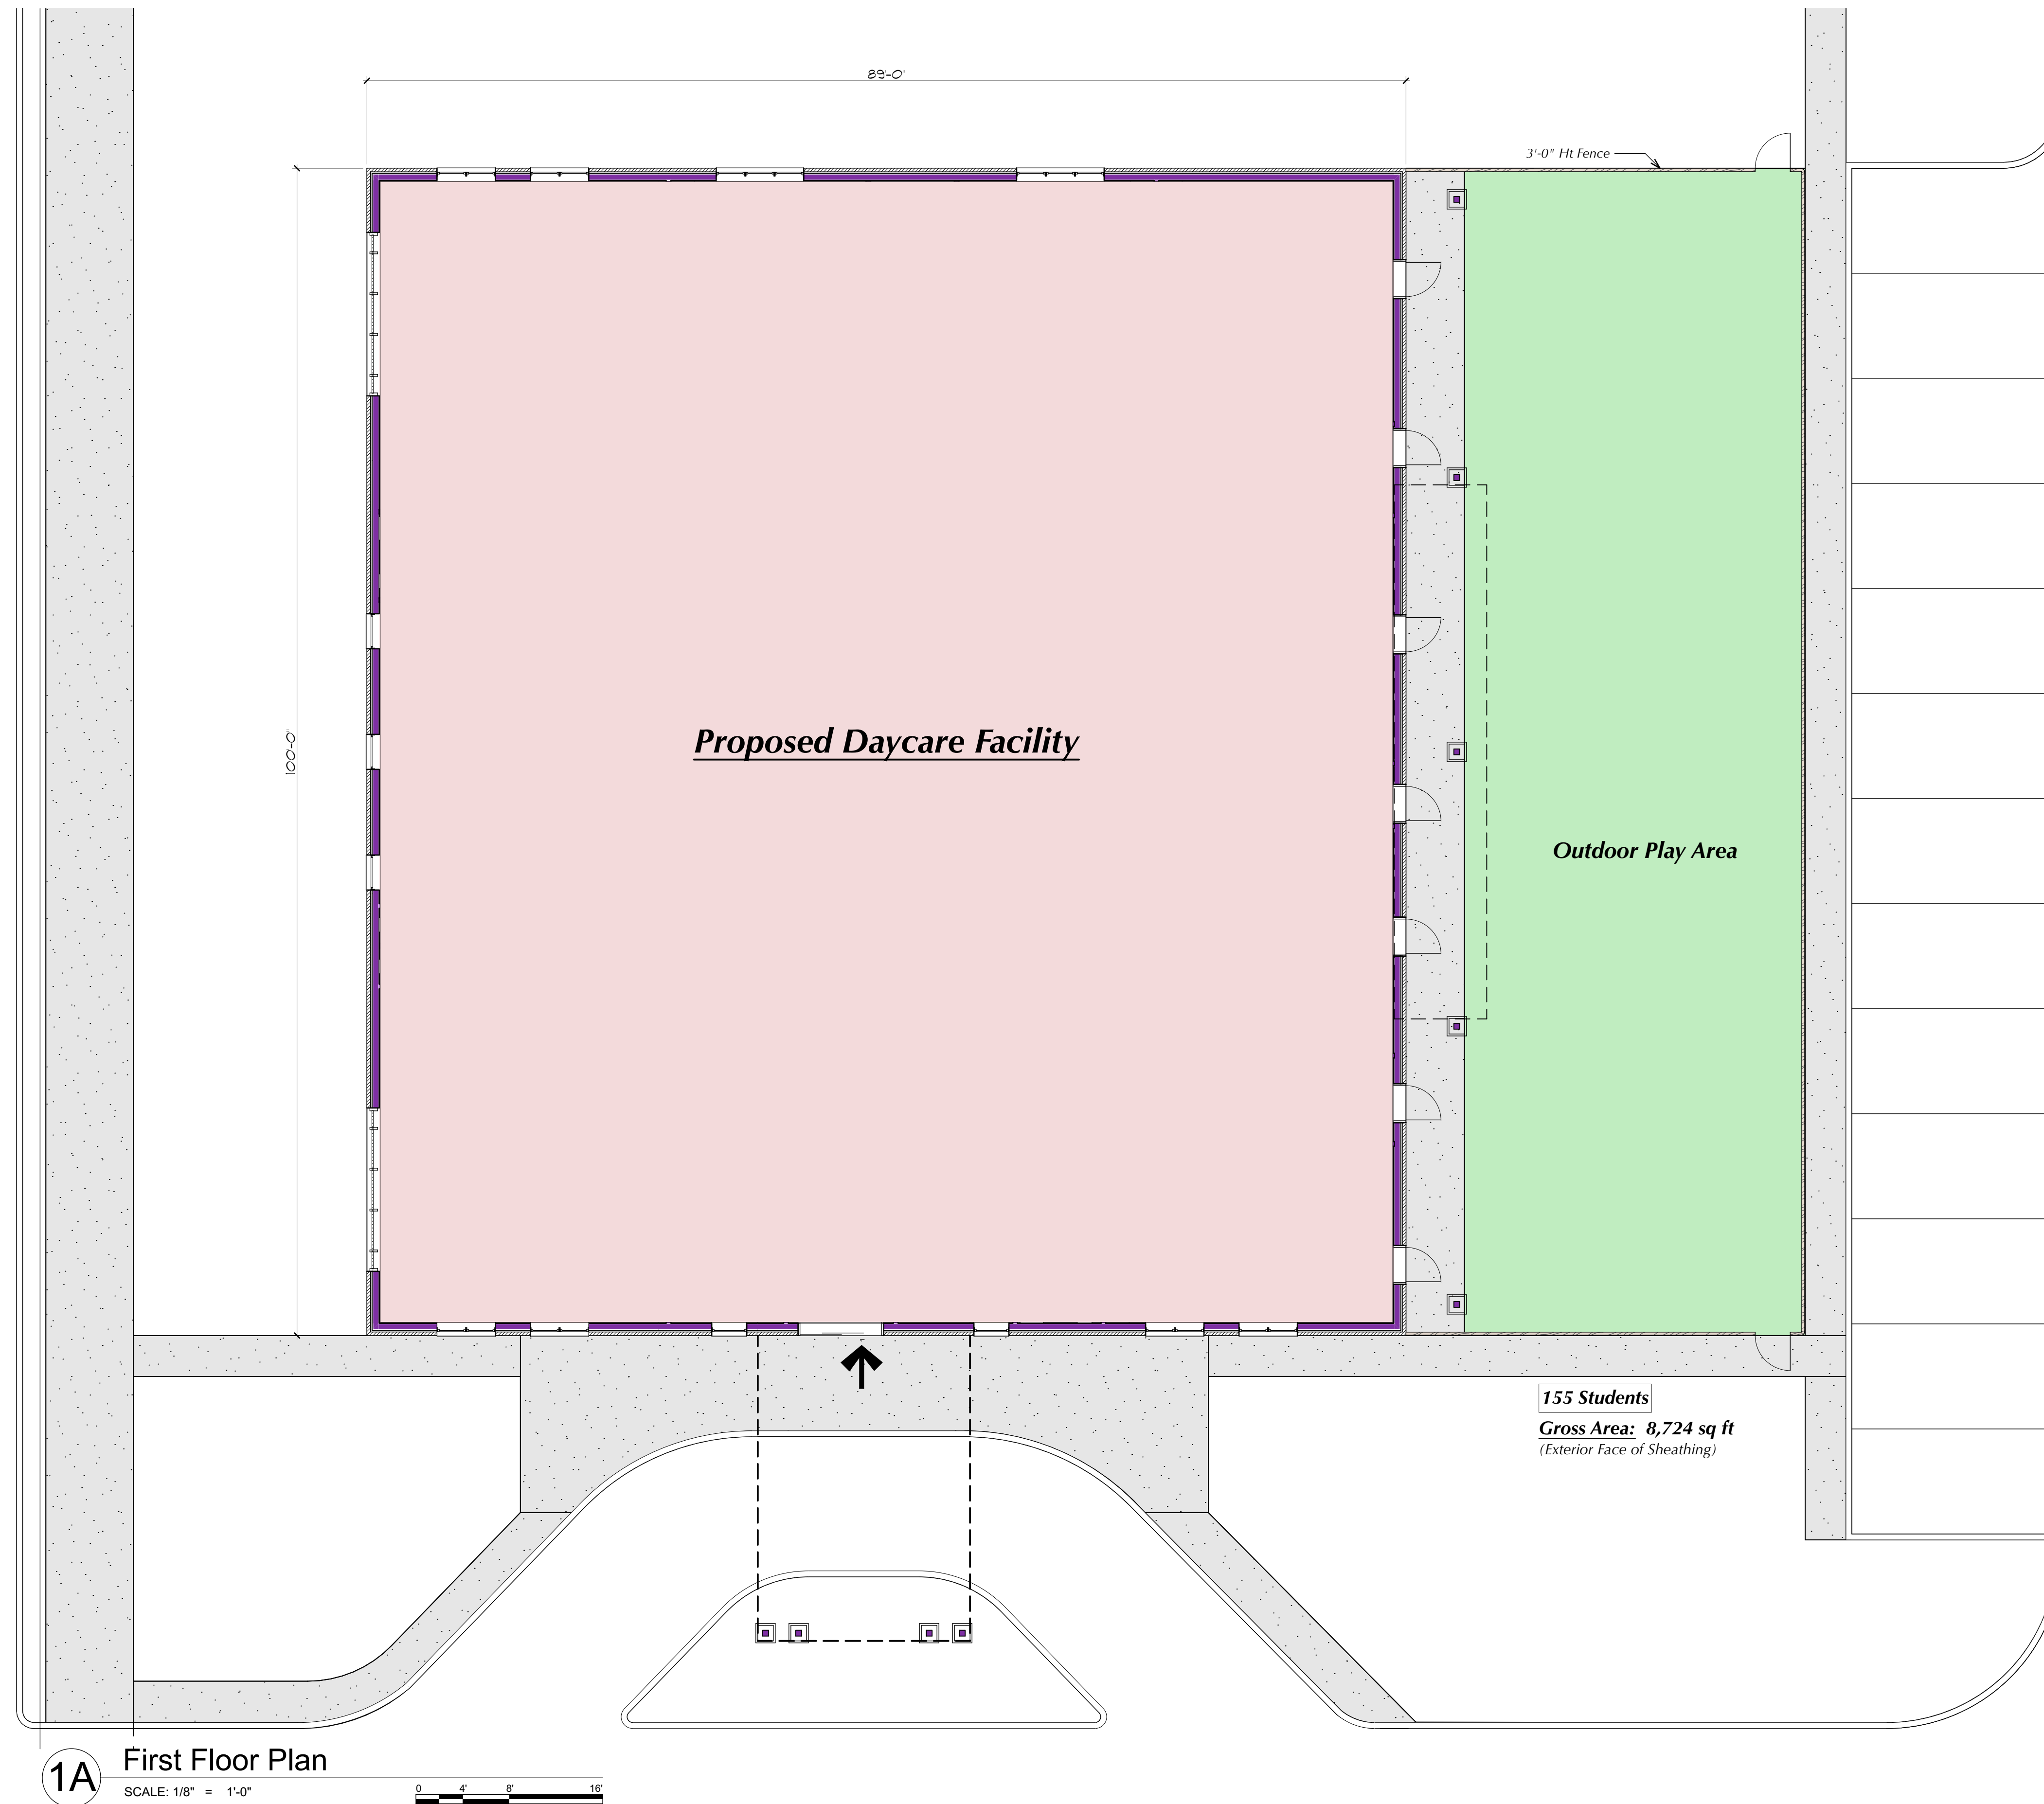 89'-0"
3'-0" Ht Fence
100'-0"
Proposed Daycare Facility
Outdoor Play Area
155 Students
Gross Area: 8,724 sq ft
(Exterior Face of Sheathing)
1A
First Floor Plan
SCALE: 1/8" = 1'-0"
0 4' 8' 16'